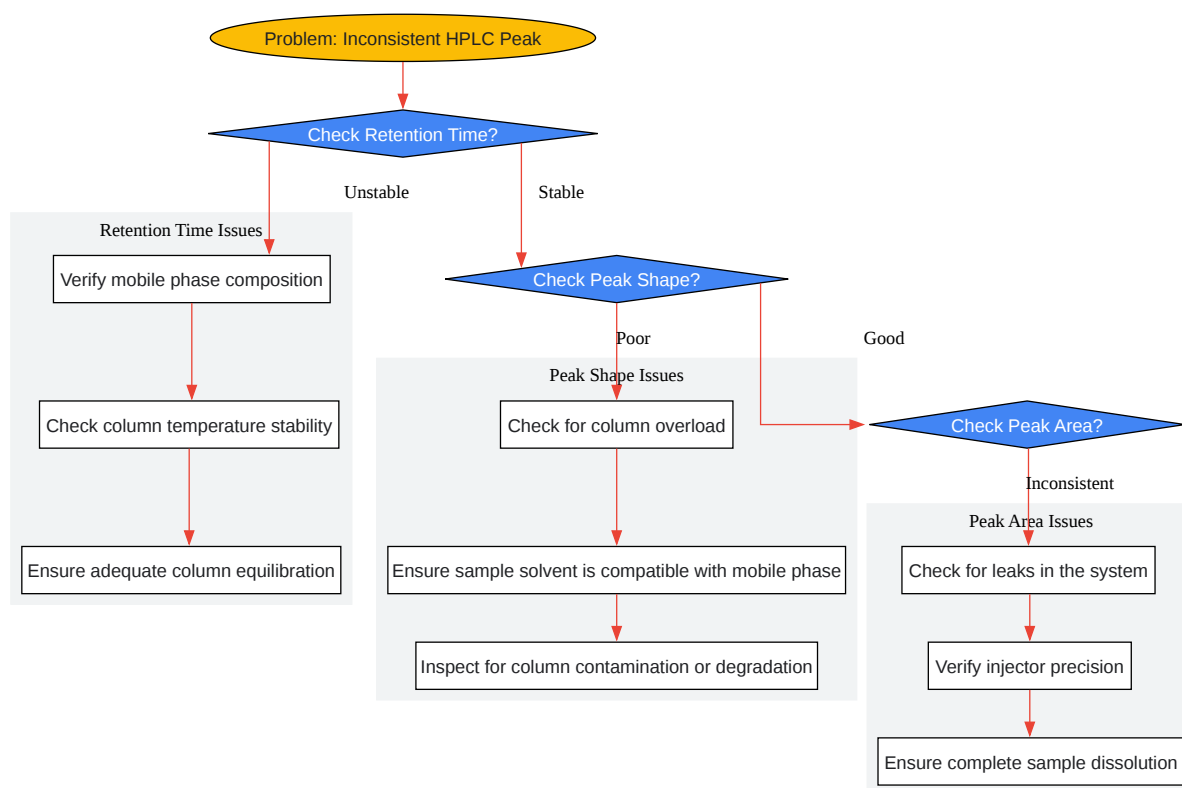 Problem: Inconsistent HPLC Peak
Check Retention Time?
Unstable
Stable
Retention Time Issues
Verify mobile phase composition
Check column temperature stability
Ensure adequate column equilibration
Check Peak Shape?
Poor
Good
Peak Shape Issues
Check for column overload
Ensure sample solvent is compatible with mobile phase
Inspect for column contamination or degradation
Check Peak Area?
Inconsistent
Peak Area Issues
Check for leaks in the system
Verify injector precision
Ensure complete sample dissolution